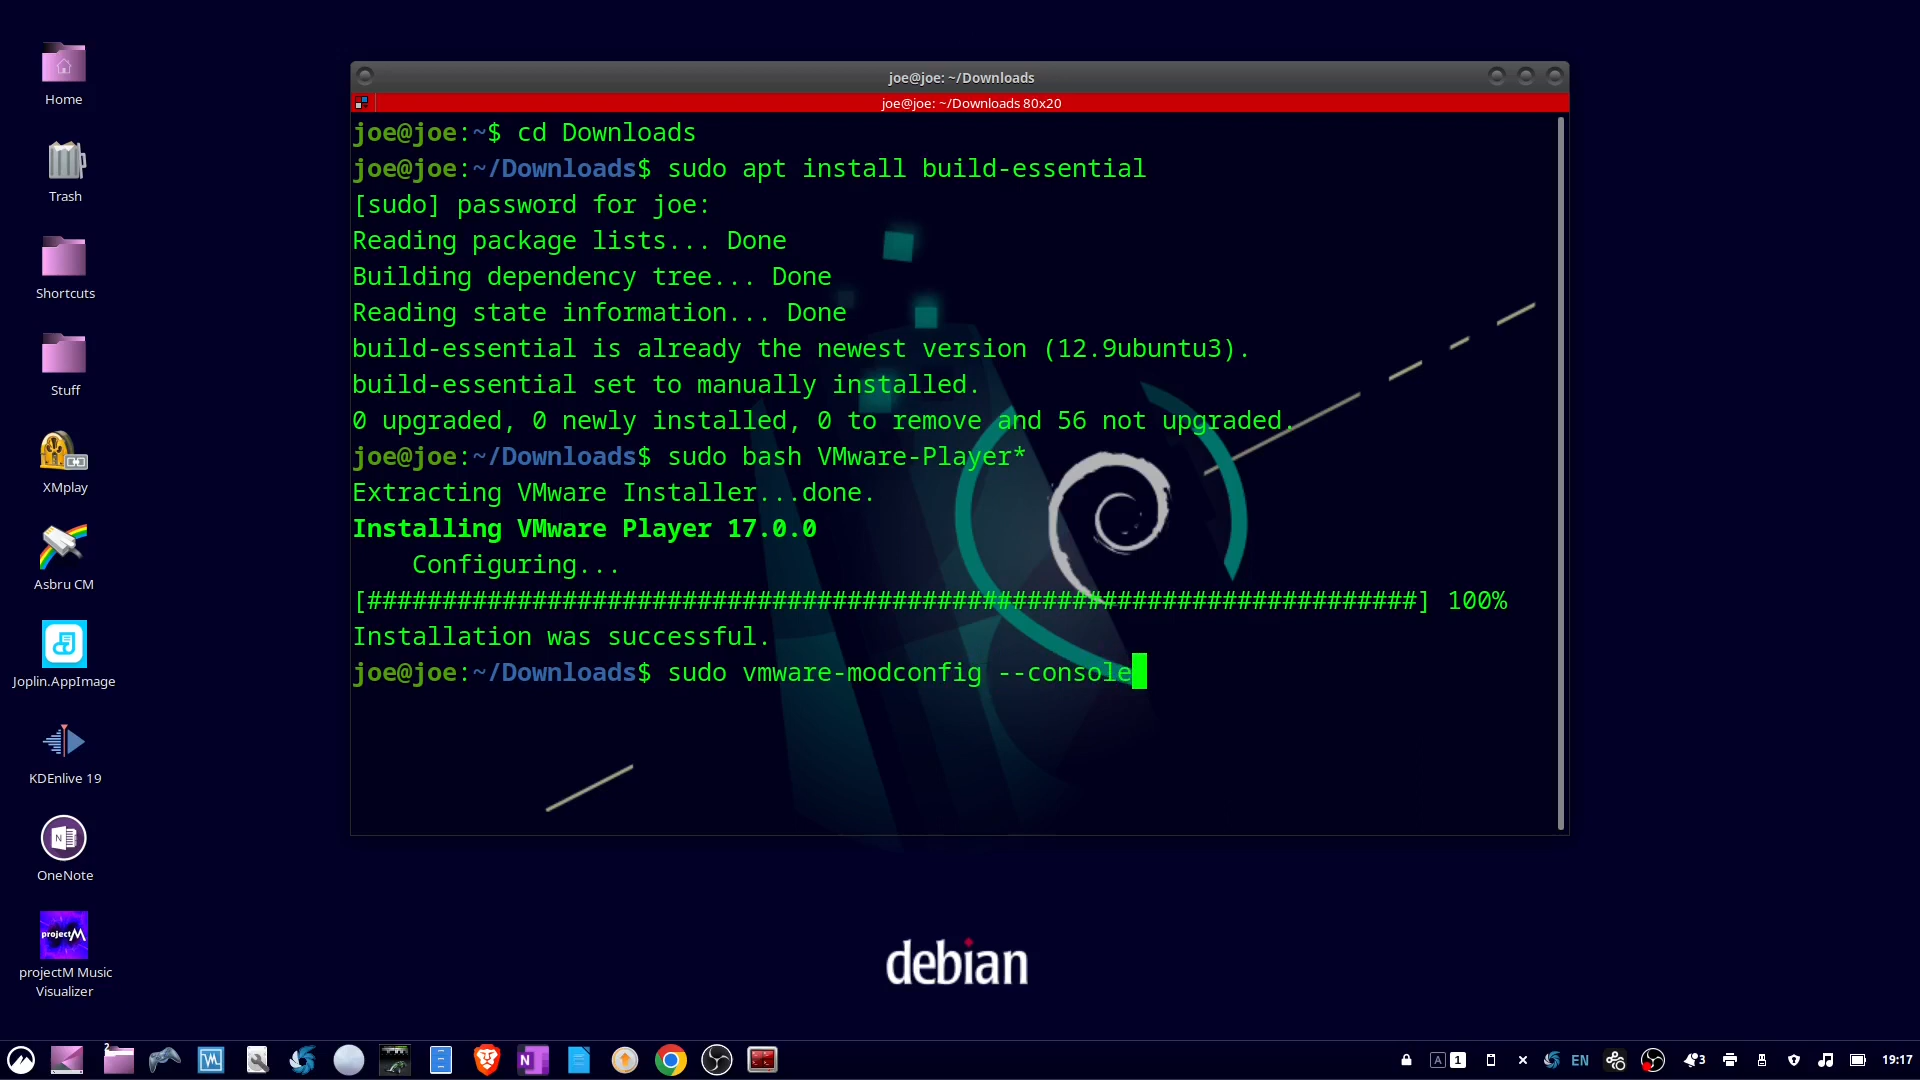 joe@joe: ~/Downloads
joe@joe: ~/Downloads 80x20
joe@joe:~$ cd Downloads
joe@joe:~/Downloads$ sudo apt install build-essential
[sudo] password for joe:
Reading package lists... Done
Building dependency tree... Done
Reading state information... Done
build-essential is already the newest version (12.9ubuntu3).
build-essential set to manually installed.
0 upgraded, 0 newly installed, 0 to remove and 56 not upgraded.
joe@joe:~/Downloads$ sudo bash VMware-Player*
Extracting VMware Installer...done.
Installing VMware Player 17.0.0
Configuring...
[######################################################################] 100%
Installation was successful.
joe@joe:~/Downloads$ sudo vmware-modconfig --console
Home
Trash
Shortcuts
Stuff
XMplay
Asbru CM
Joplin.AppImage
KDEnlive 19
N
OneNote
projectM
projectM Music
Visualizer
debian
2
N
A 1
EN
3
19:17